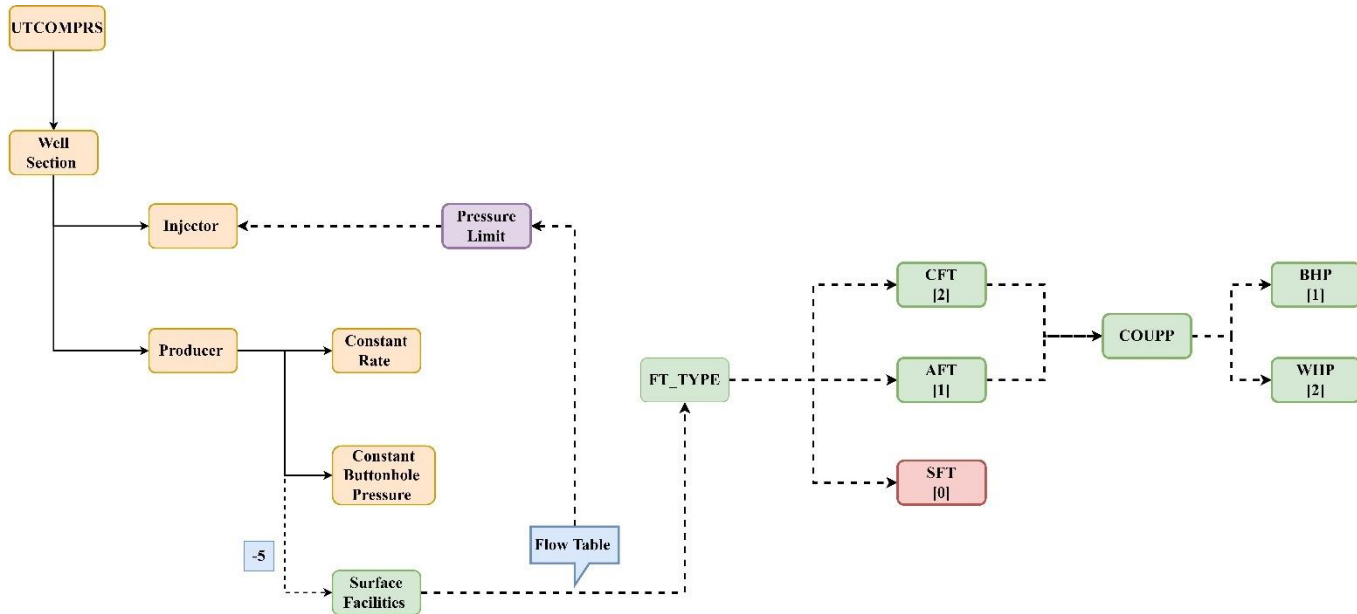 UTCOMPRS
Well
Section
Injector
Pressure
Limit
CFT
[2]
BHP
[1]
Producer
Constant
Rate
FT_TYPE
AFT
[1]
COUPP
WHP
[2]
Constant
Buttonhole
Pressure
SFT
[0]
-5
Flow Table
Surface
Facilities